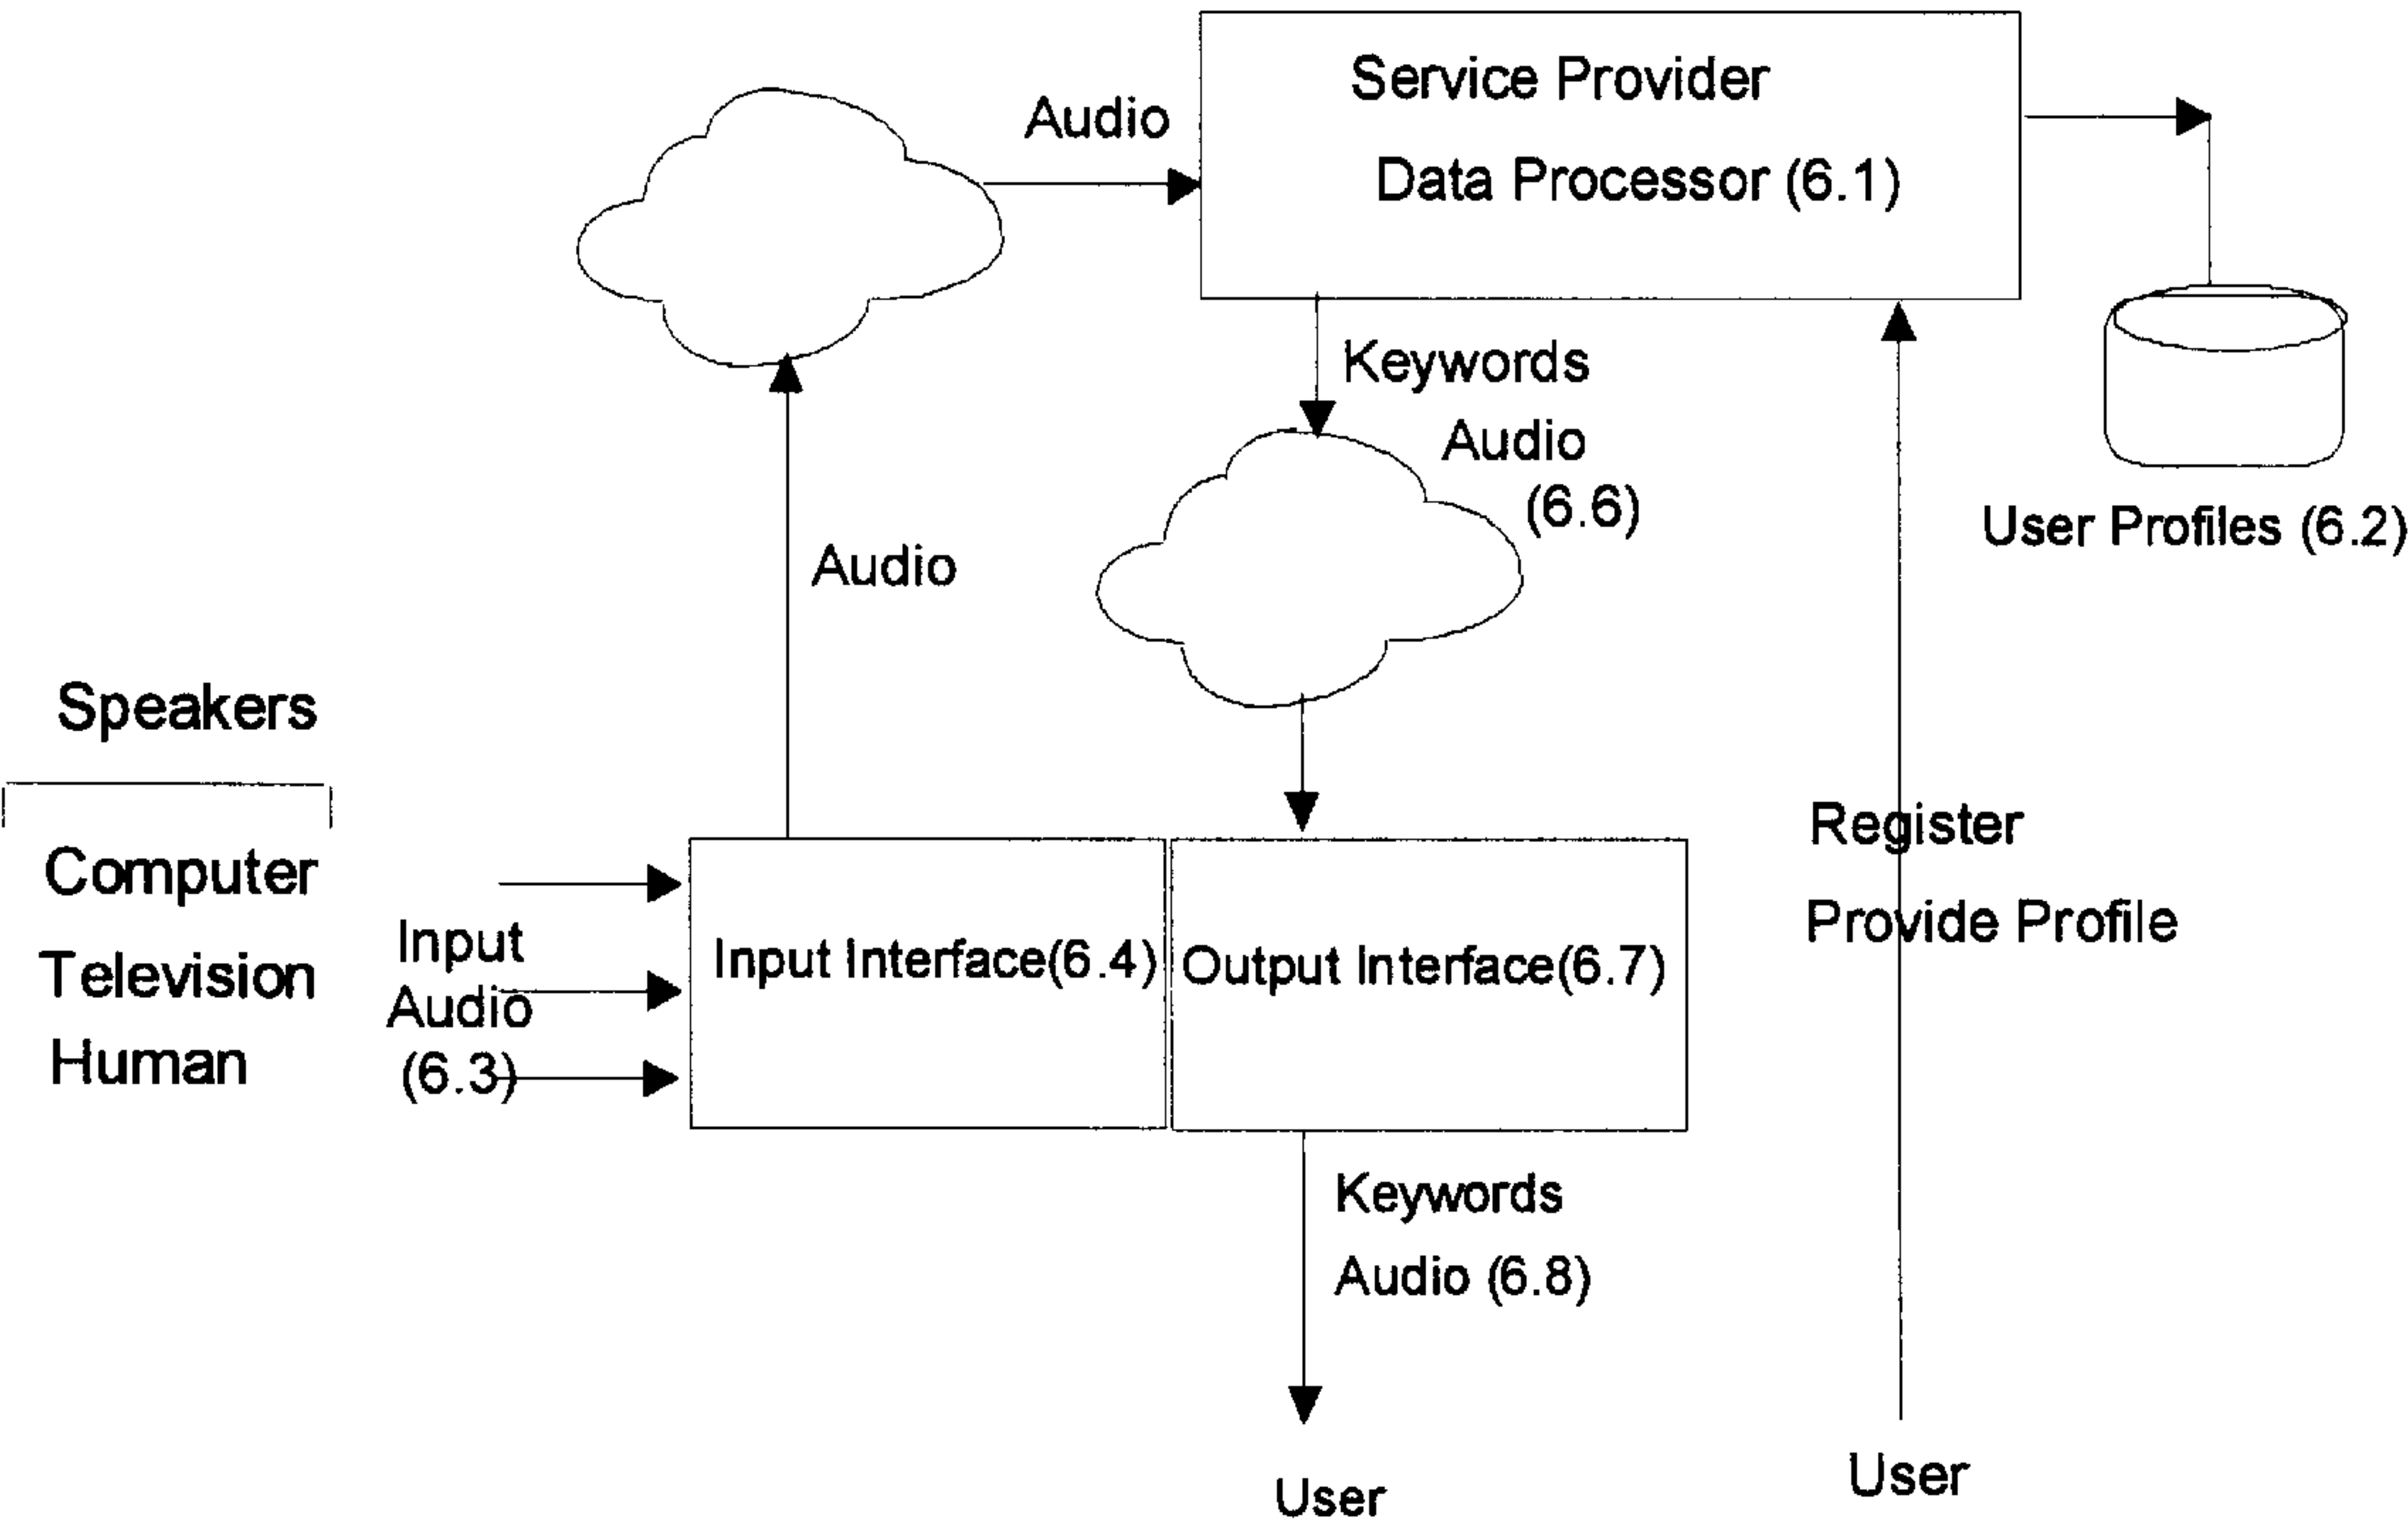 Service Provider
Data Processor (6.1)
Audio
Keywords
Audio
(6.6)
User Profiles (6.2)
Audio
Speakers
Computer
Television
Human
Input
Audio
(6.3)
Input Interface(6.4)
Output Interface(6.7)
Register
Provide Profile
Keywords
Audio (6.8)
User
User